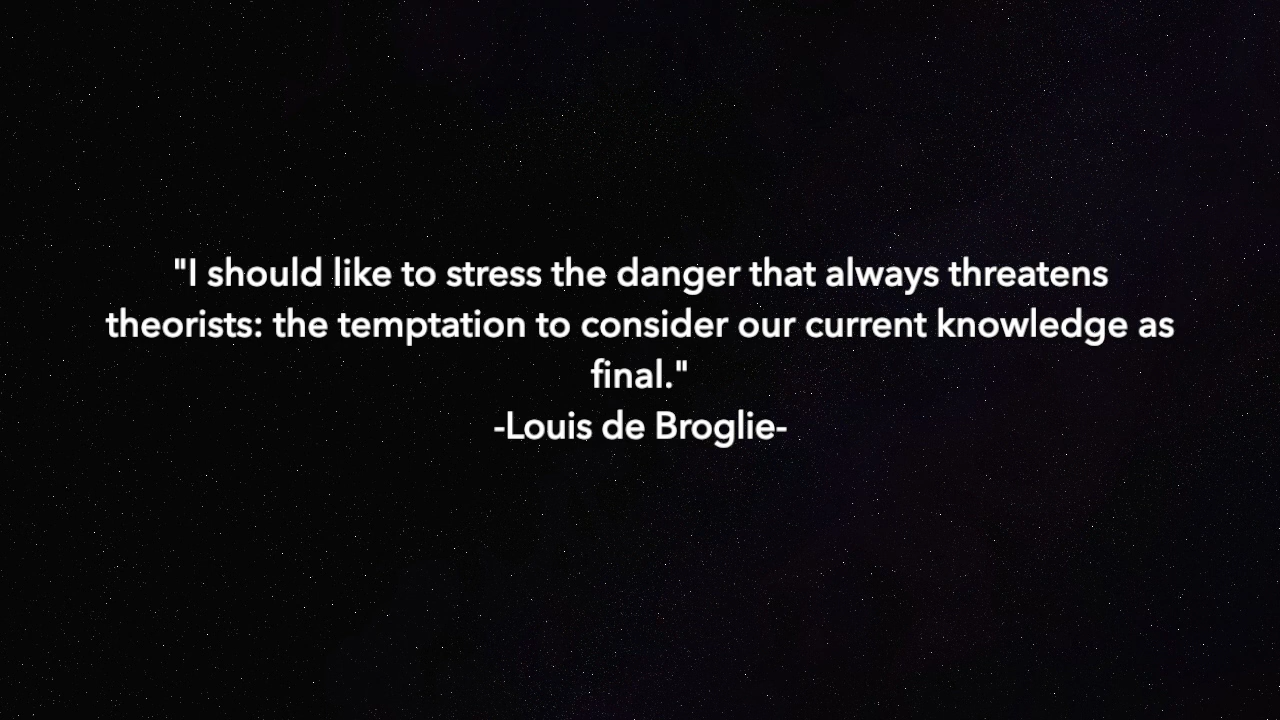 "I should like to stress the danger that always threatens
theorists: the temptation to consider our current knowledge as
final."
-Louis de Broglie-